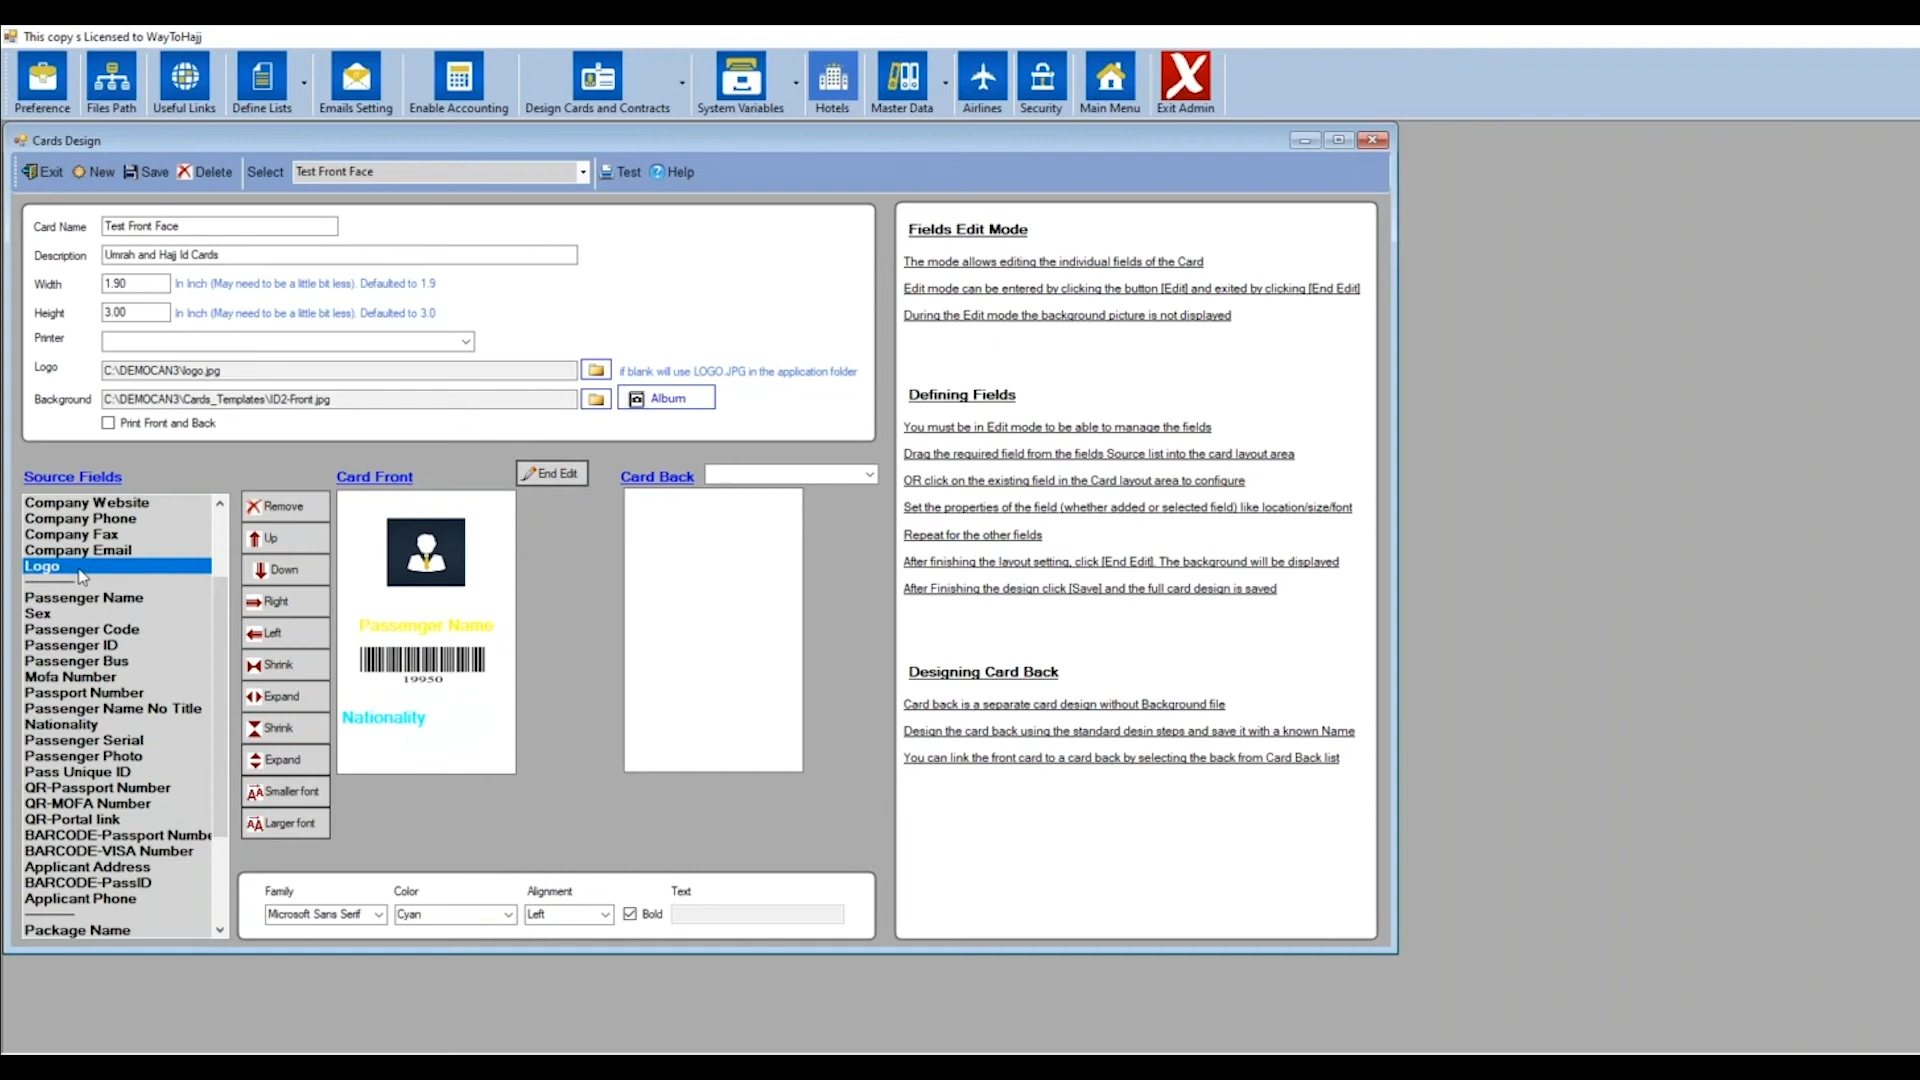 This copy s Licensed to WayToHajj
Preference
Files Path
Useful Links
Define Lists
Emails Setting
Enable Accounting
Design Cards and Contracts
System Variables
Hotels
Master Data
Airlines
Security
Main Menu
Exit Admin
Cards Design
Exit
New
Save
Delete
Select
Test Front Face
Test
Help
Card Name
Test Front Face
Description
Umrah and Hajj Id Cards
Width
1.90
In Inch (May need to be a little bit less). Defaulted to 1.9
Height
3.00
In Inch (May need to be a little bit less). Defaulted to 3.0
Printer
Logo
C:\DEMOCAN3\logo.jpg
if blank will use LOGO.JPG in the application folder
Background
C:\DEMOCAN3\Cards_Templates\ID2-Front.jpg
Album
Print Front and Back
Source Fields
Company Website
Company Phone
Company Fax
Company Email
Logo
Passenger Name
Sex
Passenger Code
Passenger ID
Passenger Bus
Mofa Number
Passport Number
Passenger Name No Title
Nationality
Passenger Serial
Passenger Photo
Pass Unique ID
QR-Passport Number
QR-MOFA Number
QR-Portal link
BARCODE-Passport Numbe
BARCODE-VISA Number
Applicant Address
BARCODE-PassID
Applicant Phone
Package Name
Remove
Up
Down
Right
Left
Shrink
Expand
Shrink
Expand
Smaller font
Larger font
Card Front
End Edit
Passenger Name
19950
Nationality
Card Back
Family
Microsoft Sans Serif
Color
Cyan
Alignment
Left
Bold
Text
Fields Edit Mode
The mode allows editing the individual fields of the Card
Edit mode can be entered by clicking the button [Edit] and exited by clicking [End Edit]
During the Edit mode the background picture is not displayed
Defining Fields
You must be in Edit mode to be able to manage the fields
Drag the required field from the fields Source list into the card layout area
OR click on the existing field in the Card layout area to configure
Set the properties of the field (whether added or selected field) like location/size/font
Repeat for the other fields
After finishing the layout setting, click [End Edit]. The background will be displayed
After Finishing the design click [Save] and the full card design is saved
Designing Card Back
Card back is a separate card design without Background file
Design the card back using the standard desin steps and save it with a known Name
You can link the front card to a card back by selecting the back from Card Back list